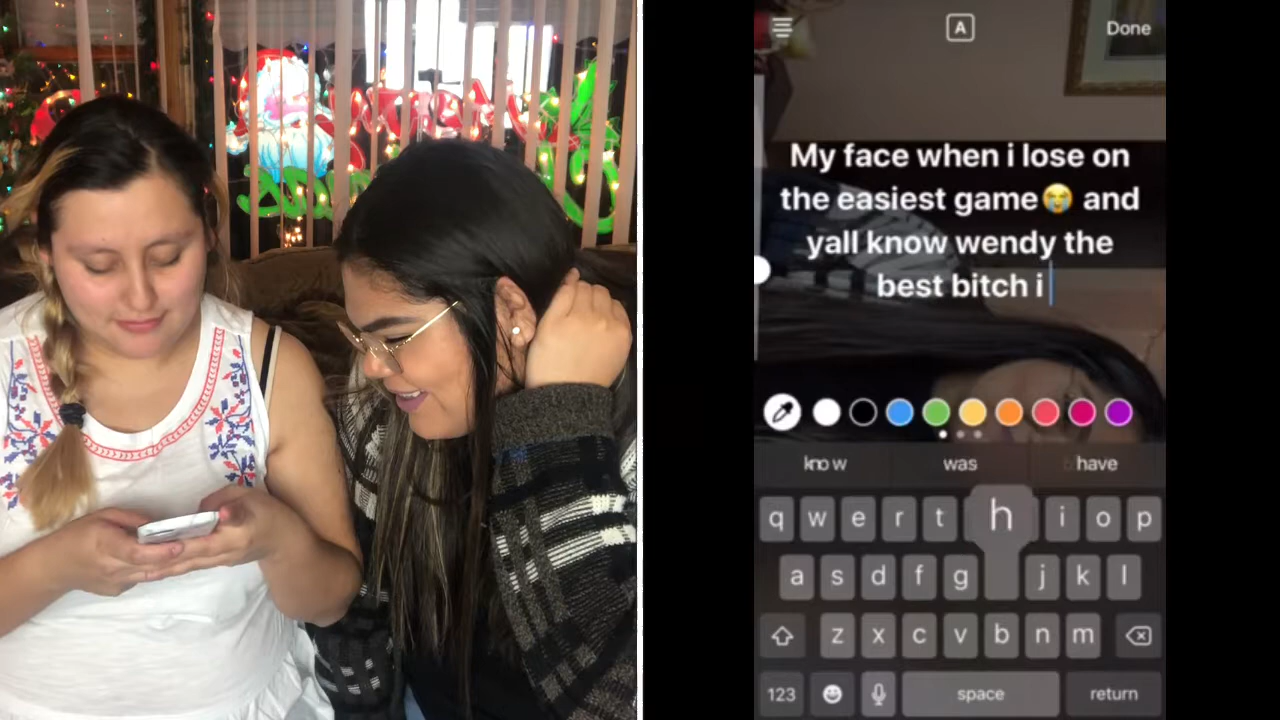 A
Done
My face when i lose on
the easiest game😭 and
yall know wendy the
best bitch i
know was have
q w e r t h i o p
a s d f g j k l
z x c v b n m
123 space return